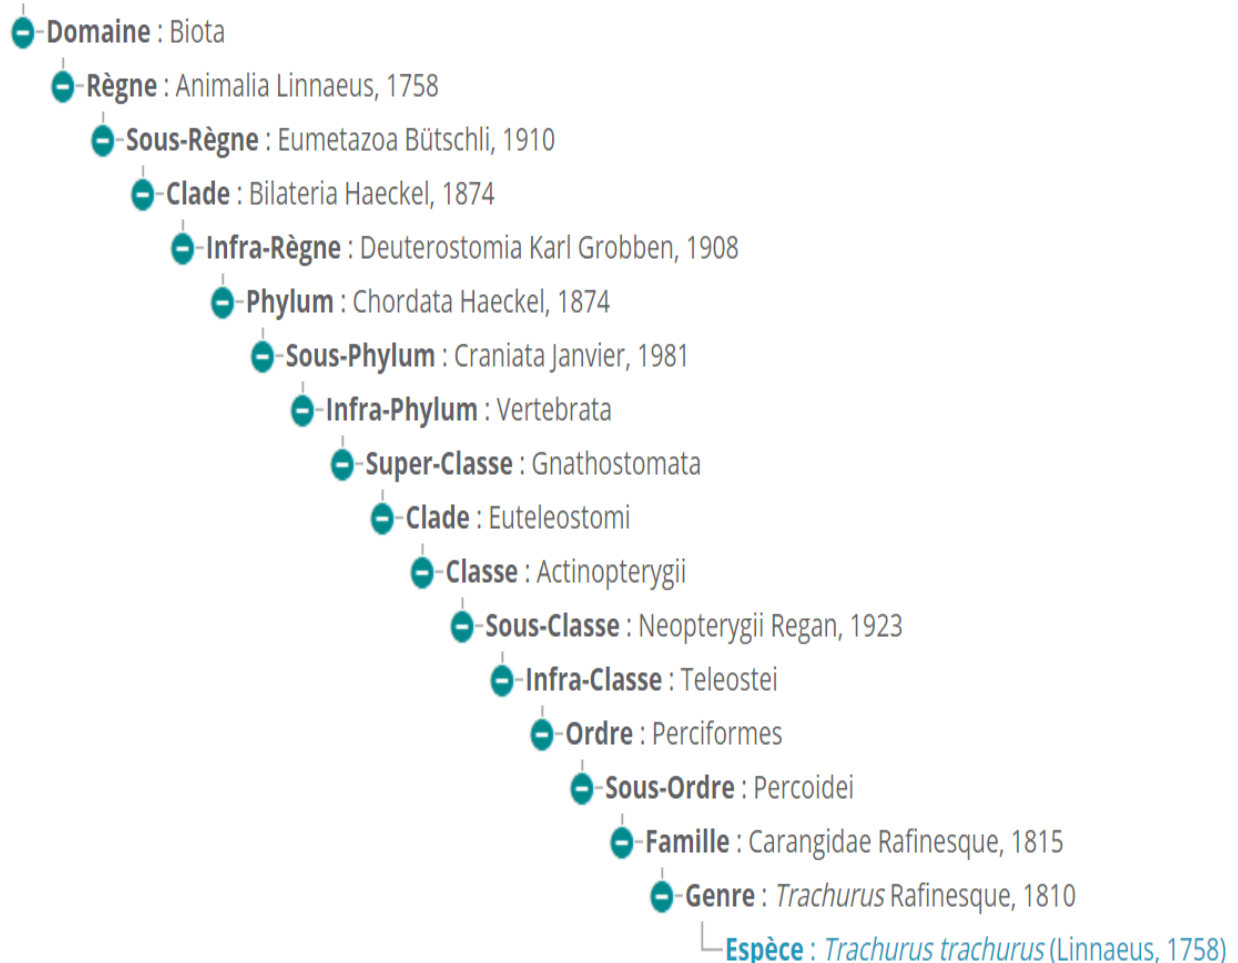 Domaine : Biota
Règne : Animalia Linnaeus, 1758
Sous-Règne : Eumetazoa Bütschli, 1910
Clade : Bilateria Haeckel, 1874
Infra-Règne : Deuterostomia Karl Grobben, 1908
Phylum : Chordata Haeckel, 1874
Sous-Phylum : Craniata Janvier, 1981
Infra-Phylum : Vertebrata
Super-Classe : Gnathostomata
Clade : Euteleostomi
Classe : Actinopterygii
Sous-Classe : Neopterygii Regan, 1923
Infra-Classe : Teleostei
Ordre : Perciformes
Sous-Ordre : Percoidei
Famille : Carangidae Rafinesque, 1815
Genre : Trachurus Rafinesque, 1810
Espèce : Trachurus trachurus (Linnaeus, 1758)